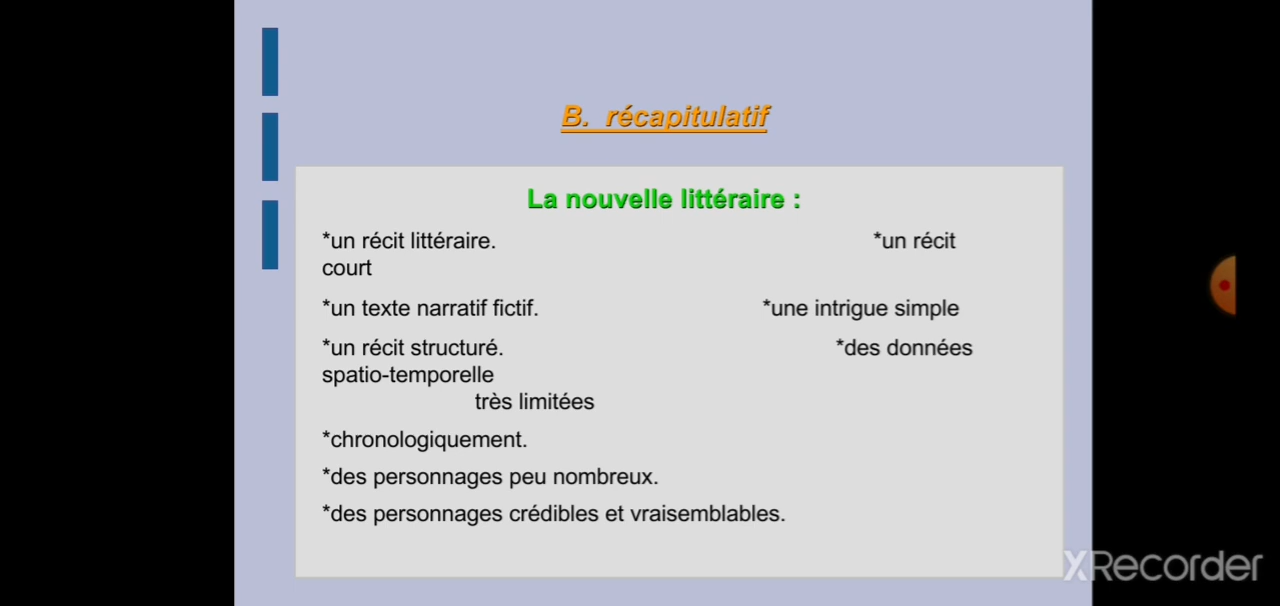 B. récapitulatif
La nouvelle littéraire :
*un récit littéraire. *un récit
court
*un texte narratif fictif. *une intrigue simple
*un récit structuré. *des données
spatio-temporelle
très limitées
*chronologiquement.
*des personnages peu nombreux.
*des personnages crédibles et vraisemblables.
XRecorder